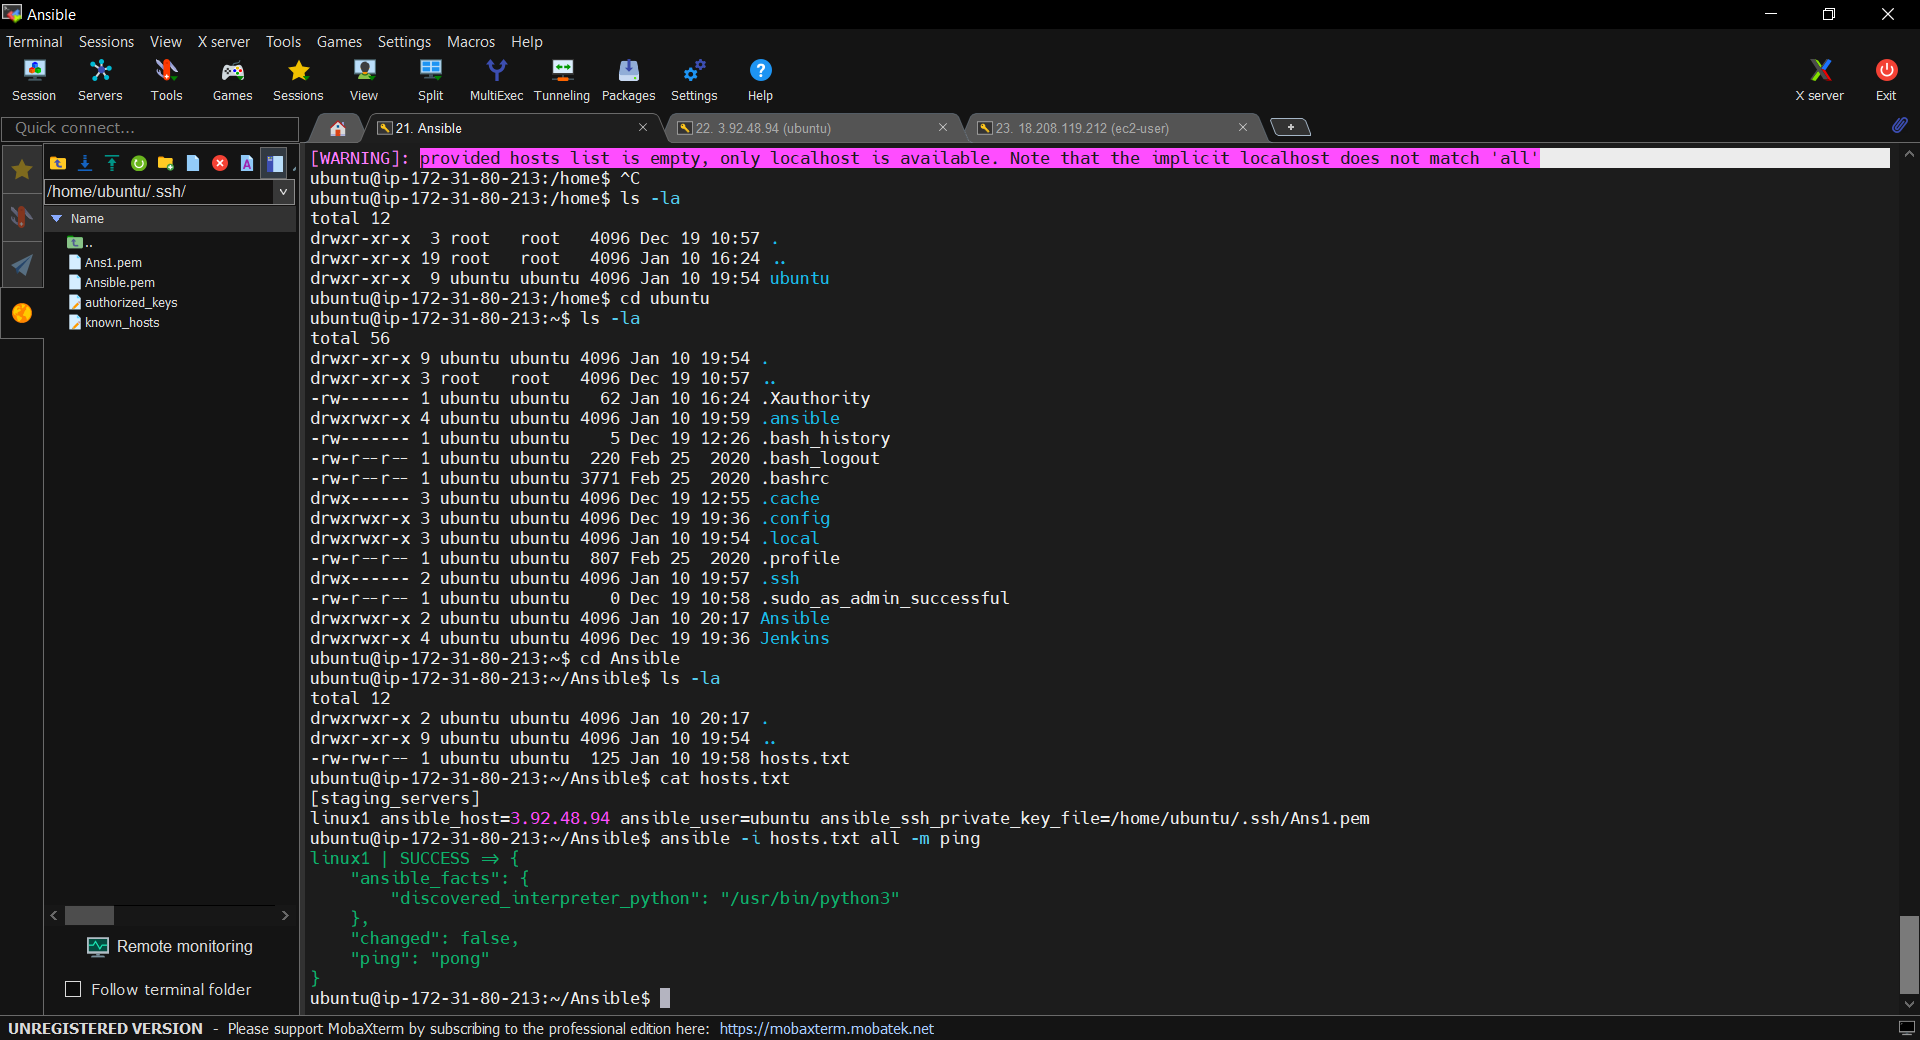 Ansible
Terminal Sessions View X server Tools Games Settings Macros Help
Session Servers Tools Games Sessions View Split MultiExec Tunneling Packages Settings Help X server Exit
Quick connect...
21. Ansible
22. 3.92.48.94 (ubuntu)
23. 18.208.119.212 (ec2-user)
/home/ubuntu/.ssh/
Name
..
Ans1.pem
Ansible.pem
authorized_keys
known_hosts
Remote monitoring
Follow terminal folder
[WARNING]: provided hosts list is empty, only localhost is available. Note that the implicit localhost does not match 'all'
ubuntu@ip-172-31-80-213:/home$ ^C
ubuntu@ip-172-31-80-213:/home$ ls -la
total 12
drwxr-xr-x  3 root   root   4096 Dec 19 10:57 .
drwxr-xr-x 19 root   root   4096 Jan 10 16:24 ..
drwxr-xr-x  9 ubuntu ubuntu 4096 Jan 10 19:54 ubuntu
ubuntu@ip-172-31-80-213:/home$ cd ubuntu
ubuntu@ip-172-31-80-213:~$ ls -la
total 56
drwxr-xr-x 9 ubuntu ubuntu 4096 Jan 10 19:54 .
drwxr-xr-x 3 root   root   4096 Dec 19 10:57 ..
-rw------- 1 ubuntu ubuntu   62 Jan 10 16:24 .Xauthority
drwxrwxr-x 4 ubuntu ubuntu 4096 Jan 10 19:59 .ansible
-rw------- 1 ubuntu ubuntu    5 Dec 19 12:26 .bash_history
-rw-r--r-- 1 ubuntu ubuntu  220 Feb 25  2020 .bash_logout
-rw-r--r-- 1 ubuntu ubuntu 3771 Feb 25  2020 .bashrc
drwx------ 3 ubuntu ubuntu 4096 Dec 19 12:55 .cache
drwxrwxr-x 3 ubuntu ubuntu 4096 Dec 19 19:36 .config
drwxrwxr-x 3 ubuntu ubuntu 4096 Jan 10 19:54 .local
-rw-r--r-- 1 ubuntu ubuntu  807 Feb 25  2020 .profile
drwx------ 2 ubuntu ubuntu 4096 Jan 10 19:57 .ssh
-rw-r--r-- 1 ubuntu ubuntu    0 Dec 19 10:58 .sudo_as_admin_successful
drwxrwxr-x 2 ubuntu ubuntu 4096 Jan 10 20:17 Ansible
drwxrwxr-x 4 ubuntu ubuntu 4096 Dec 19 19:36 Jenkins
ubuntu@ip-172-31-80-213:~$ cd Ansible
ubuntu@ip-172-31-80-213:~/Ansible$ ls -la
total 12
drwxrwxr-x 2 ubuntu ubuntu 4096 Jan 10 20:17 .
drwxr-xr-x 9 ubuntu ubuntu 4096 Jan 10 19:54 ..
-rw-rw-r-- 1 ubuntu ubuntu  125 Jan 10 19:58 hosts.txt
ubuntu@ip-172-31-80-213:~/Ansible$ cat hosts.txt
[staging_servers]
linux1 ansible_host=3.92.48.94 ansible_user=ubuntu ansible_ssh_private_key_file=/home/ubuntu/.ssh/Ans1.pem
ubuntu@ip-172-31-80-213:~/Ansible$ ansible -i hosts.txt all -m ping
linux1 | SUCCESS => {
    "ansible_facts": {
        "discovered_interpreter_python": "/usr/bin/python3"
    },
    "changed": false,
    "ping": "pong"
}
ubuntu@ip-172-31-80-213:~/Ansible$
UNREGISTERED VERSION - Please support MobaXterm by subscribing to the professional edition here: https://mobaxterm.mobatek.net